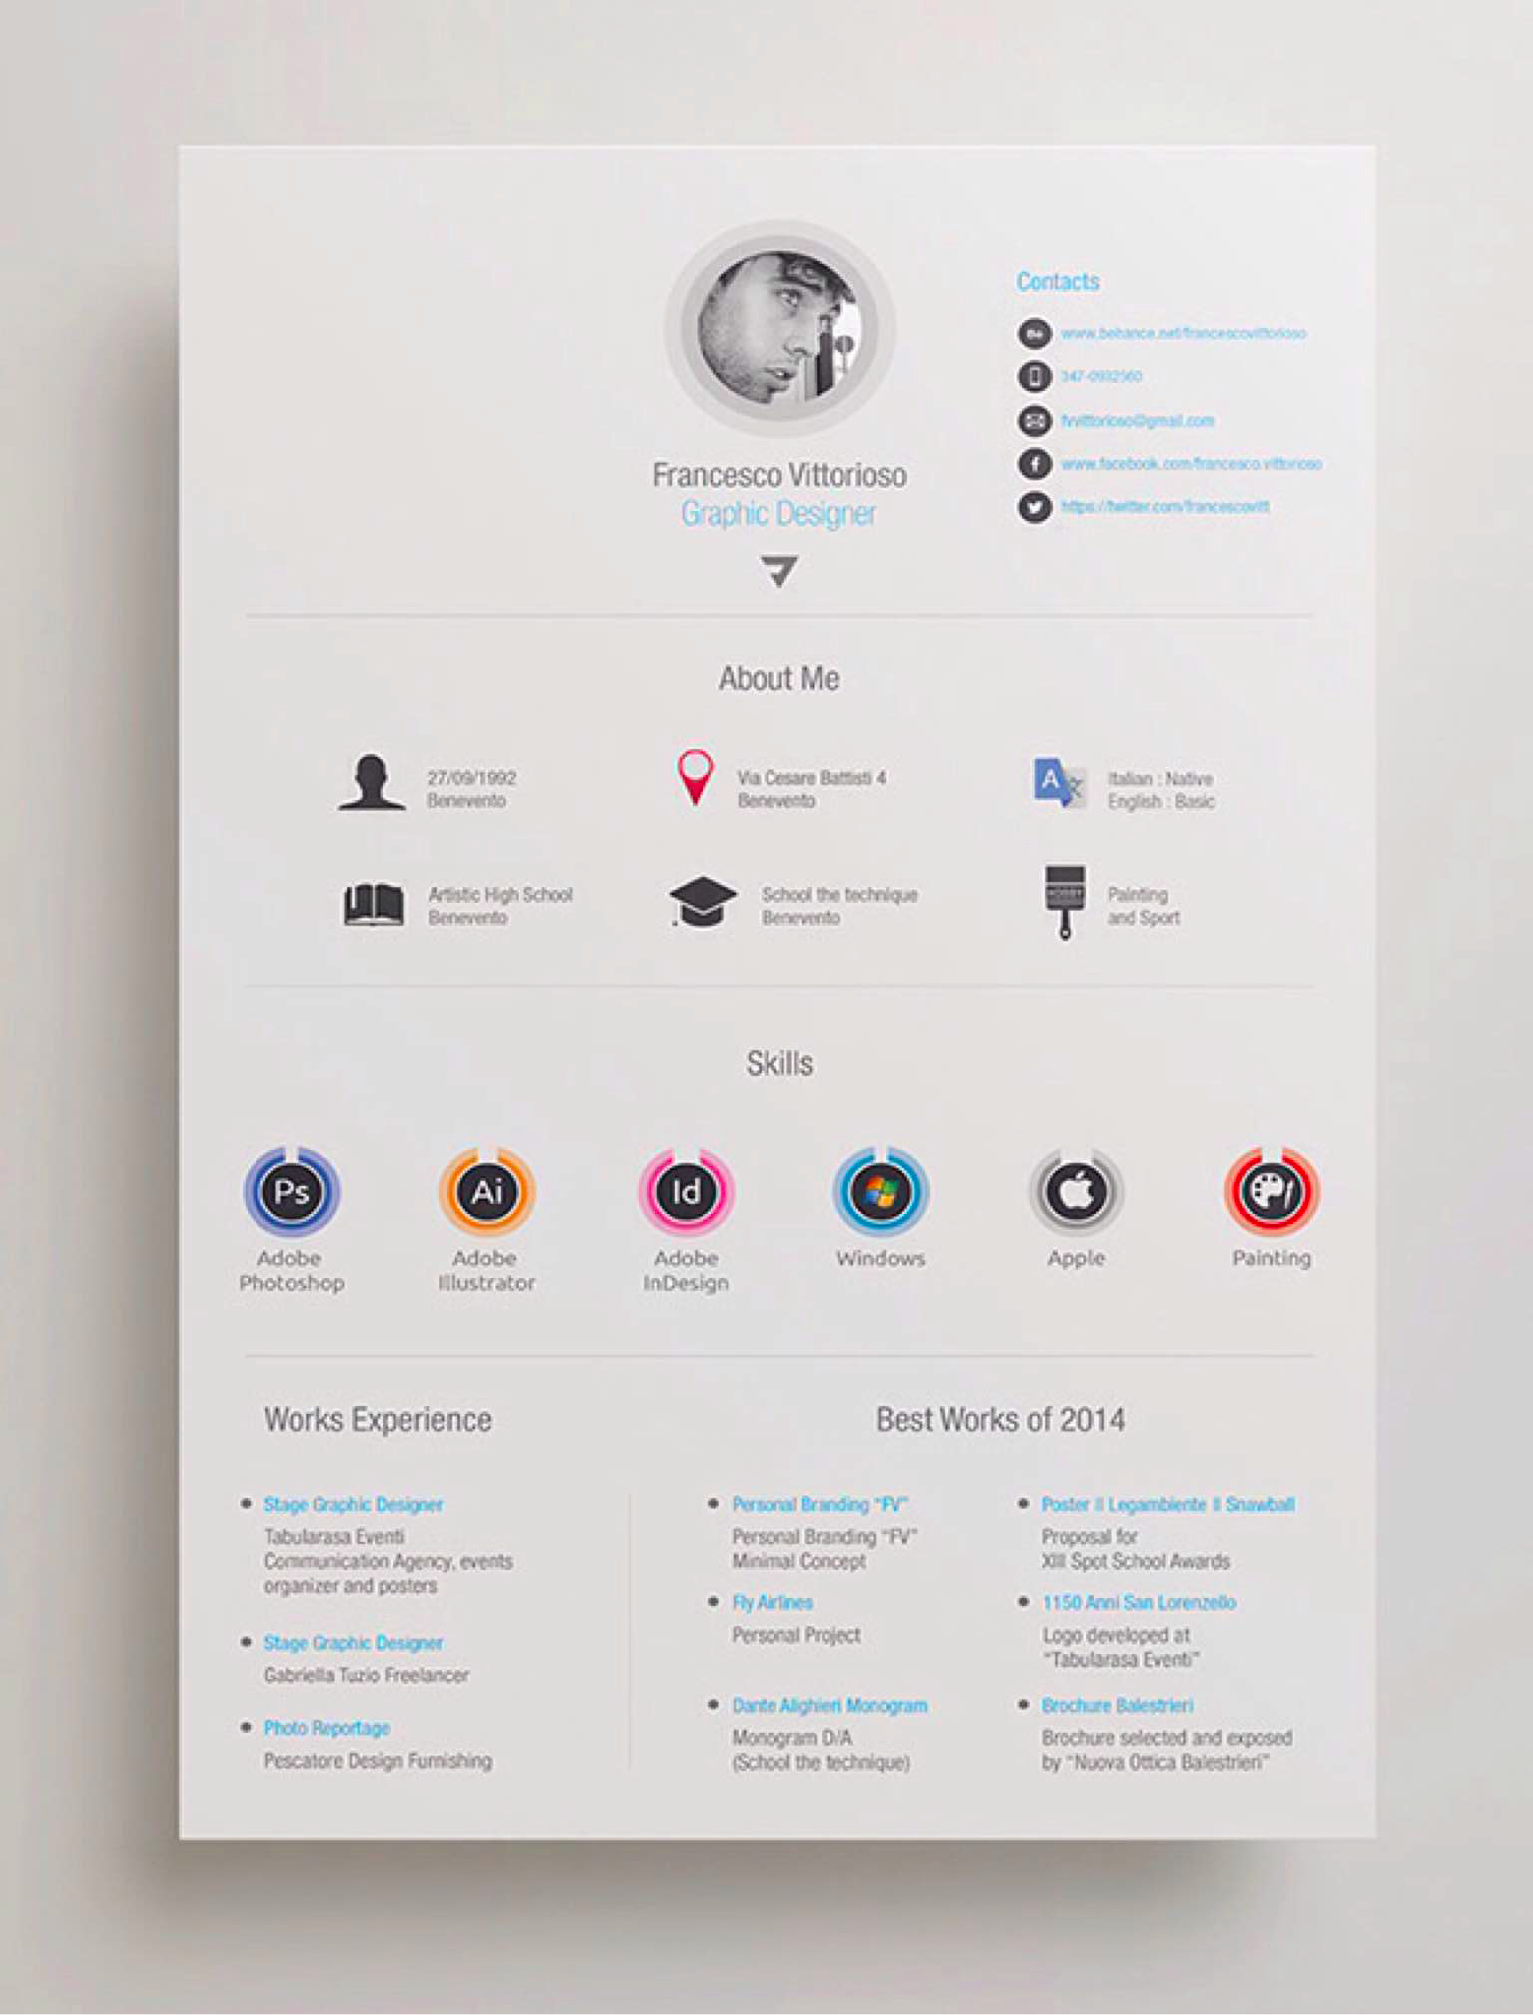 Francesco Vittorioso
Graphic Designer
Contacts
www.behance.net/francescovittorioso
347-0932560
fvvittorioso@gmail.com
www.facebook.com/francesco.vittorioso
https://twitter.com/francescovitt
About Me
27/09/1992
Benevento
Via Cesare Battisti 4
Benevento
A
Italian : Native
English : Basic
Artistic High School
Benevento
School the technique
Benevento
HOBBY
Painting
and Sport
Skills
Ps
Adobe
Photoshop
Ai
Adobe
Illustrator
Id
Adobe
InDesign
Windows
Apple
Painting
Works Experience
Stage Graphic Designer
Tabularasa Eventi
Communication Agency, events
organizer and posters
Stage Graphic Designer
Gabriella Tuzio Freelancer
Photo Reportage
Pescatore Design Furnishing
Best Works of 2014
Personal Branding "FV"
Personal Branding "FV"
Minimal Concept
Fly Airlines
Personal Project
Dante Alighieri Monogram
Monogram D/A
(School the technique)
Poster || Legambiente || Snawball
Proposal for
XIII Spot School Awards
1150 Anni San Lorenzello
Logo developed at
"Tabularasa Eventi"
Brochure Balestrieri
Brochure selected and exposed
by "Nuova Ottica Balestrieri"